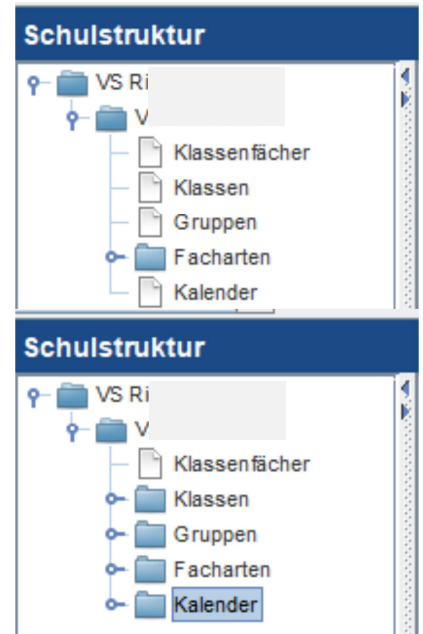 Schulstruktur
VS Ri
V
Klassenfächer
Klassen
Gruppen
Facharten
Kalender
Schulstruktur
VS Ri
V
Klassenfächer
Klassen
Gruppen
Facharten
Kalender